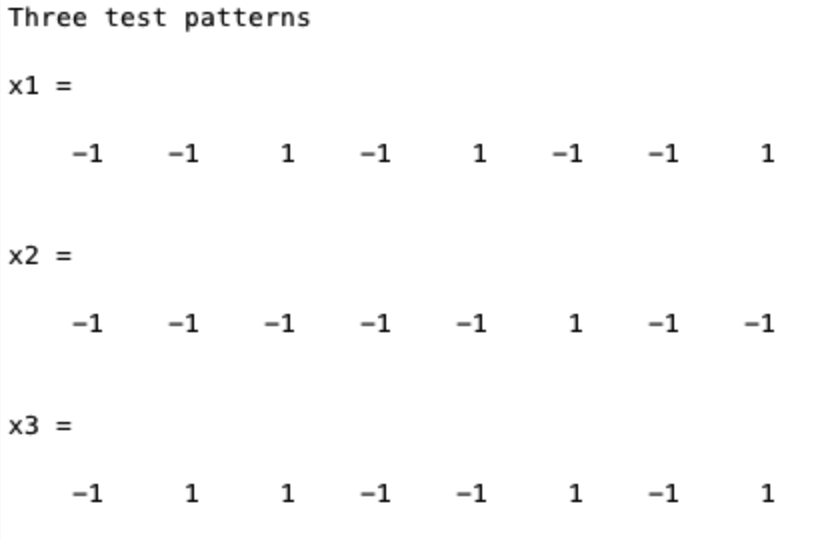 Three test patterns
x1 =
-1 -1 1 -1 1 -1 -1 1
x2 =
-1 -1 -1 -1 -1 1 -1 -1
x3 =
-1 1 1 -1 -1 1 -1 1